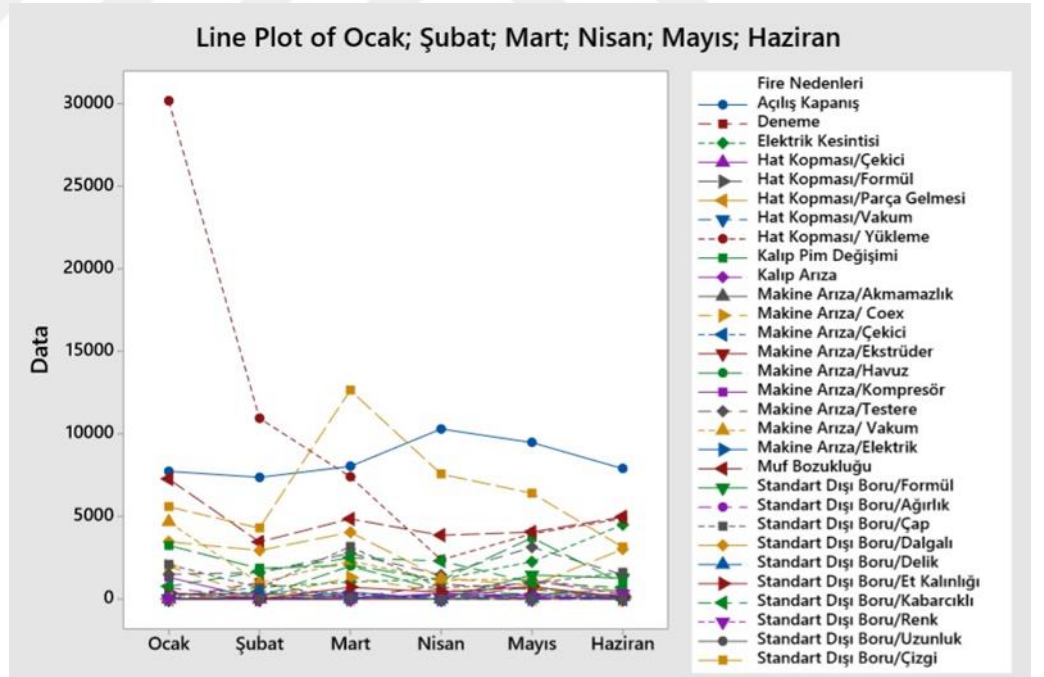 Line Plot of Ocak; Şubat; Mart; Nisan; Mayıs; Haziran
Data
30000
25000
20000
15000
10000
5000
0
Ocak Şubat Mart Nisan Mayıs Haziran
Fire Nedenleri
Açılış Kapanış
Deneme
Elektrik Kesintisi
Hat Kopması/Çekici
Hat Kopması/Formül
Hat Kopması/Parça Gelmesi
Hat Kopması/Vakum
Hat Kopması/ Yükleme
Kalıp Pim Değişimi
Kalıp Arıza
Makine Arıza/Akmamazlık
Makine Arıza/ Coex
Makine Arıza/Çekici
Makine Arıza/Ekstrüder
Makine Arıza/Havuz
Makine Arıza/Kompresör
Makine Arıza/Testere
Makine Arıza/ Vakum
Makine Arıza/Elektrik
Muf Bozukluğu
Standart Dışı Boru/Formül
Standart Dışı Boru/Ağırlık
Standart Dışı Boru/Çap
Standart Dışı Boru/Dalgalı
Standart Dışı Boru/Delik
Standart Dışı Boru/Et Kalınlığı
Standart Dışı Boru/Kabarcıklı
Standart Dışı Boru/Renk
Standart Dışı Boru/Uzunluk
Standart Dışı Boru/Çizgi